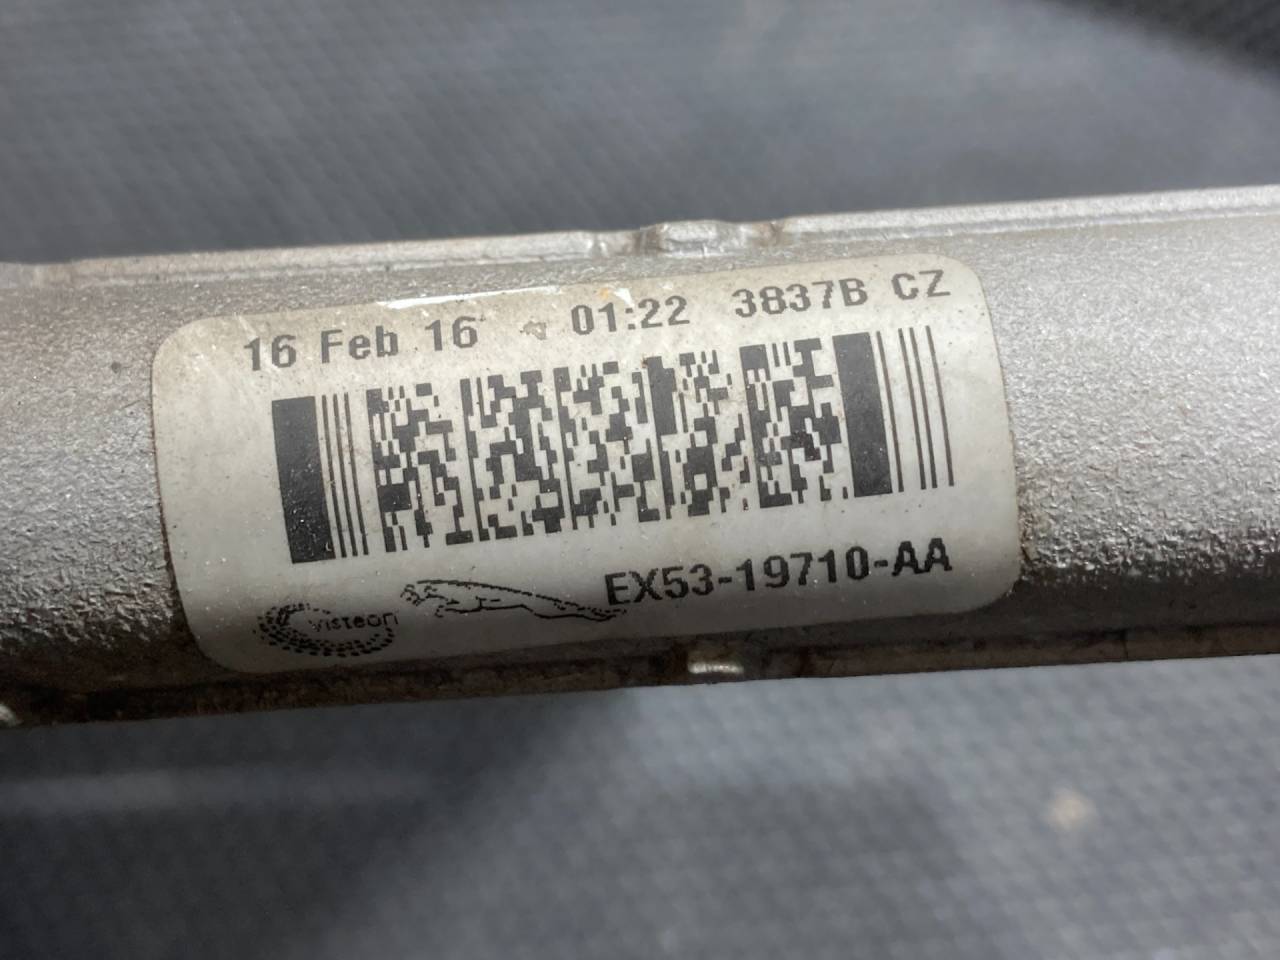 16 Feb 16 - 01:22 3837B CZ
Visteon
EX53-19710-AA